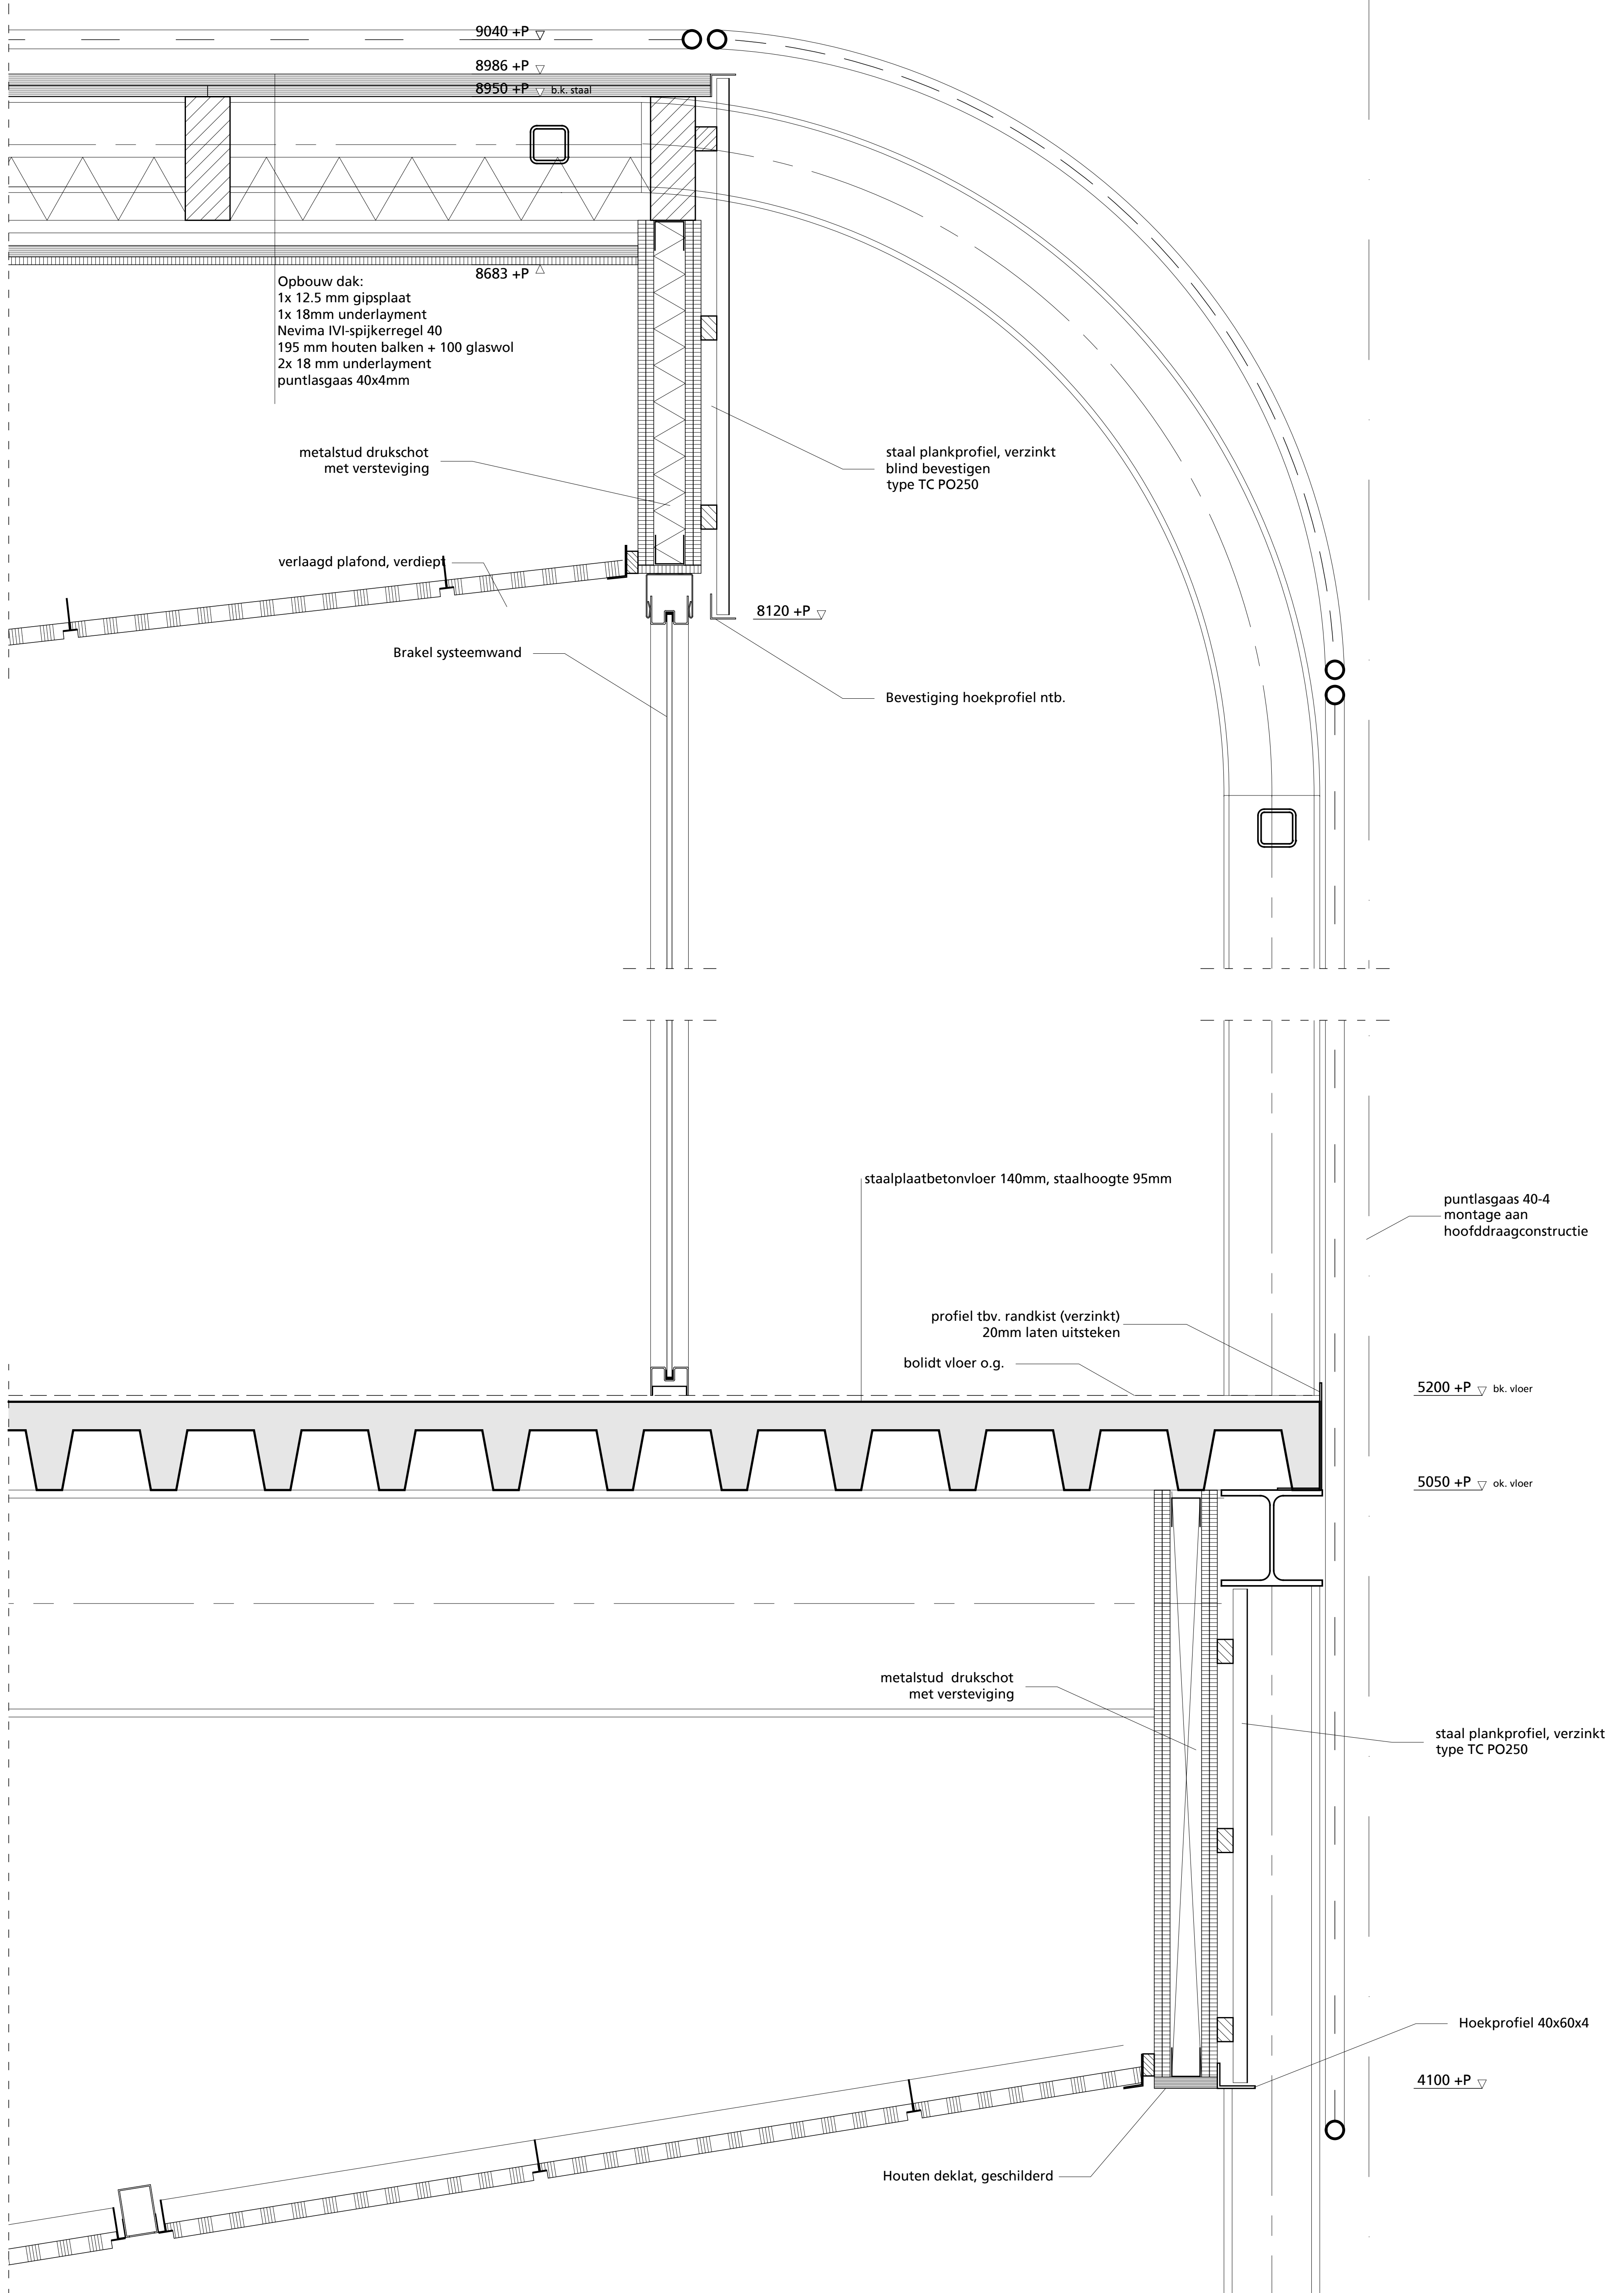 9040 +P
8986 +P
8950 +P b.k. staal
8683 +P
Opbouw dak:
1x 12.5 mm gipsplaat
1x 18mm underlayment
Nevima IVI-spijkerregel 40
195 mm houten balken + 100 glaswol
2x 18 mm underlayment
puntlasgaas 40x4mm
metalstud drukschot
met versteviging
staal plankprofiel, verzinkt
blind bevestigen
type TC PO250
verlaagd plafond, verdiept
8120 +P
Brakel systeemwand
Bevestiging hoekprofiel ntb.
staalplaatbetonvloer 140mm, staalhoogte 95mm
puntlasgaas 40-4
montage aan
hoofddraagconstructie
profiel tbv. randkist (verzinkt)
20mm laten uitsteken
bolidt vloer o.g.
5200 +P bk. vloer
5050 +P ok. vloer
metalstud drukschot
met versteviging
staal plankprofiel, verzinkt
type TC PO250
Hoekprofiel 40x60x4
4100 +P
Houten deklat, geschilderd